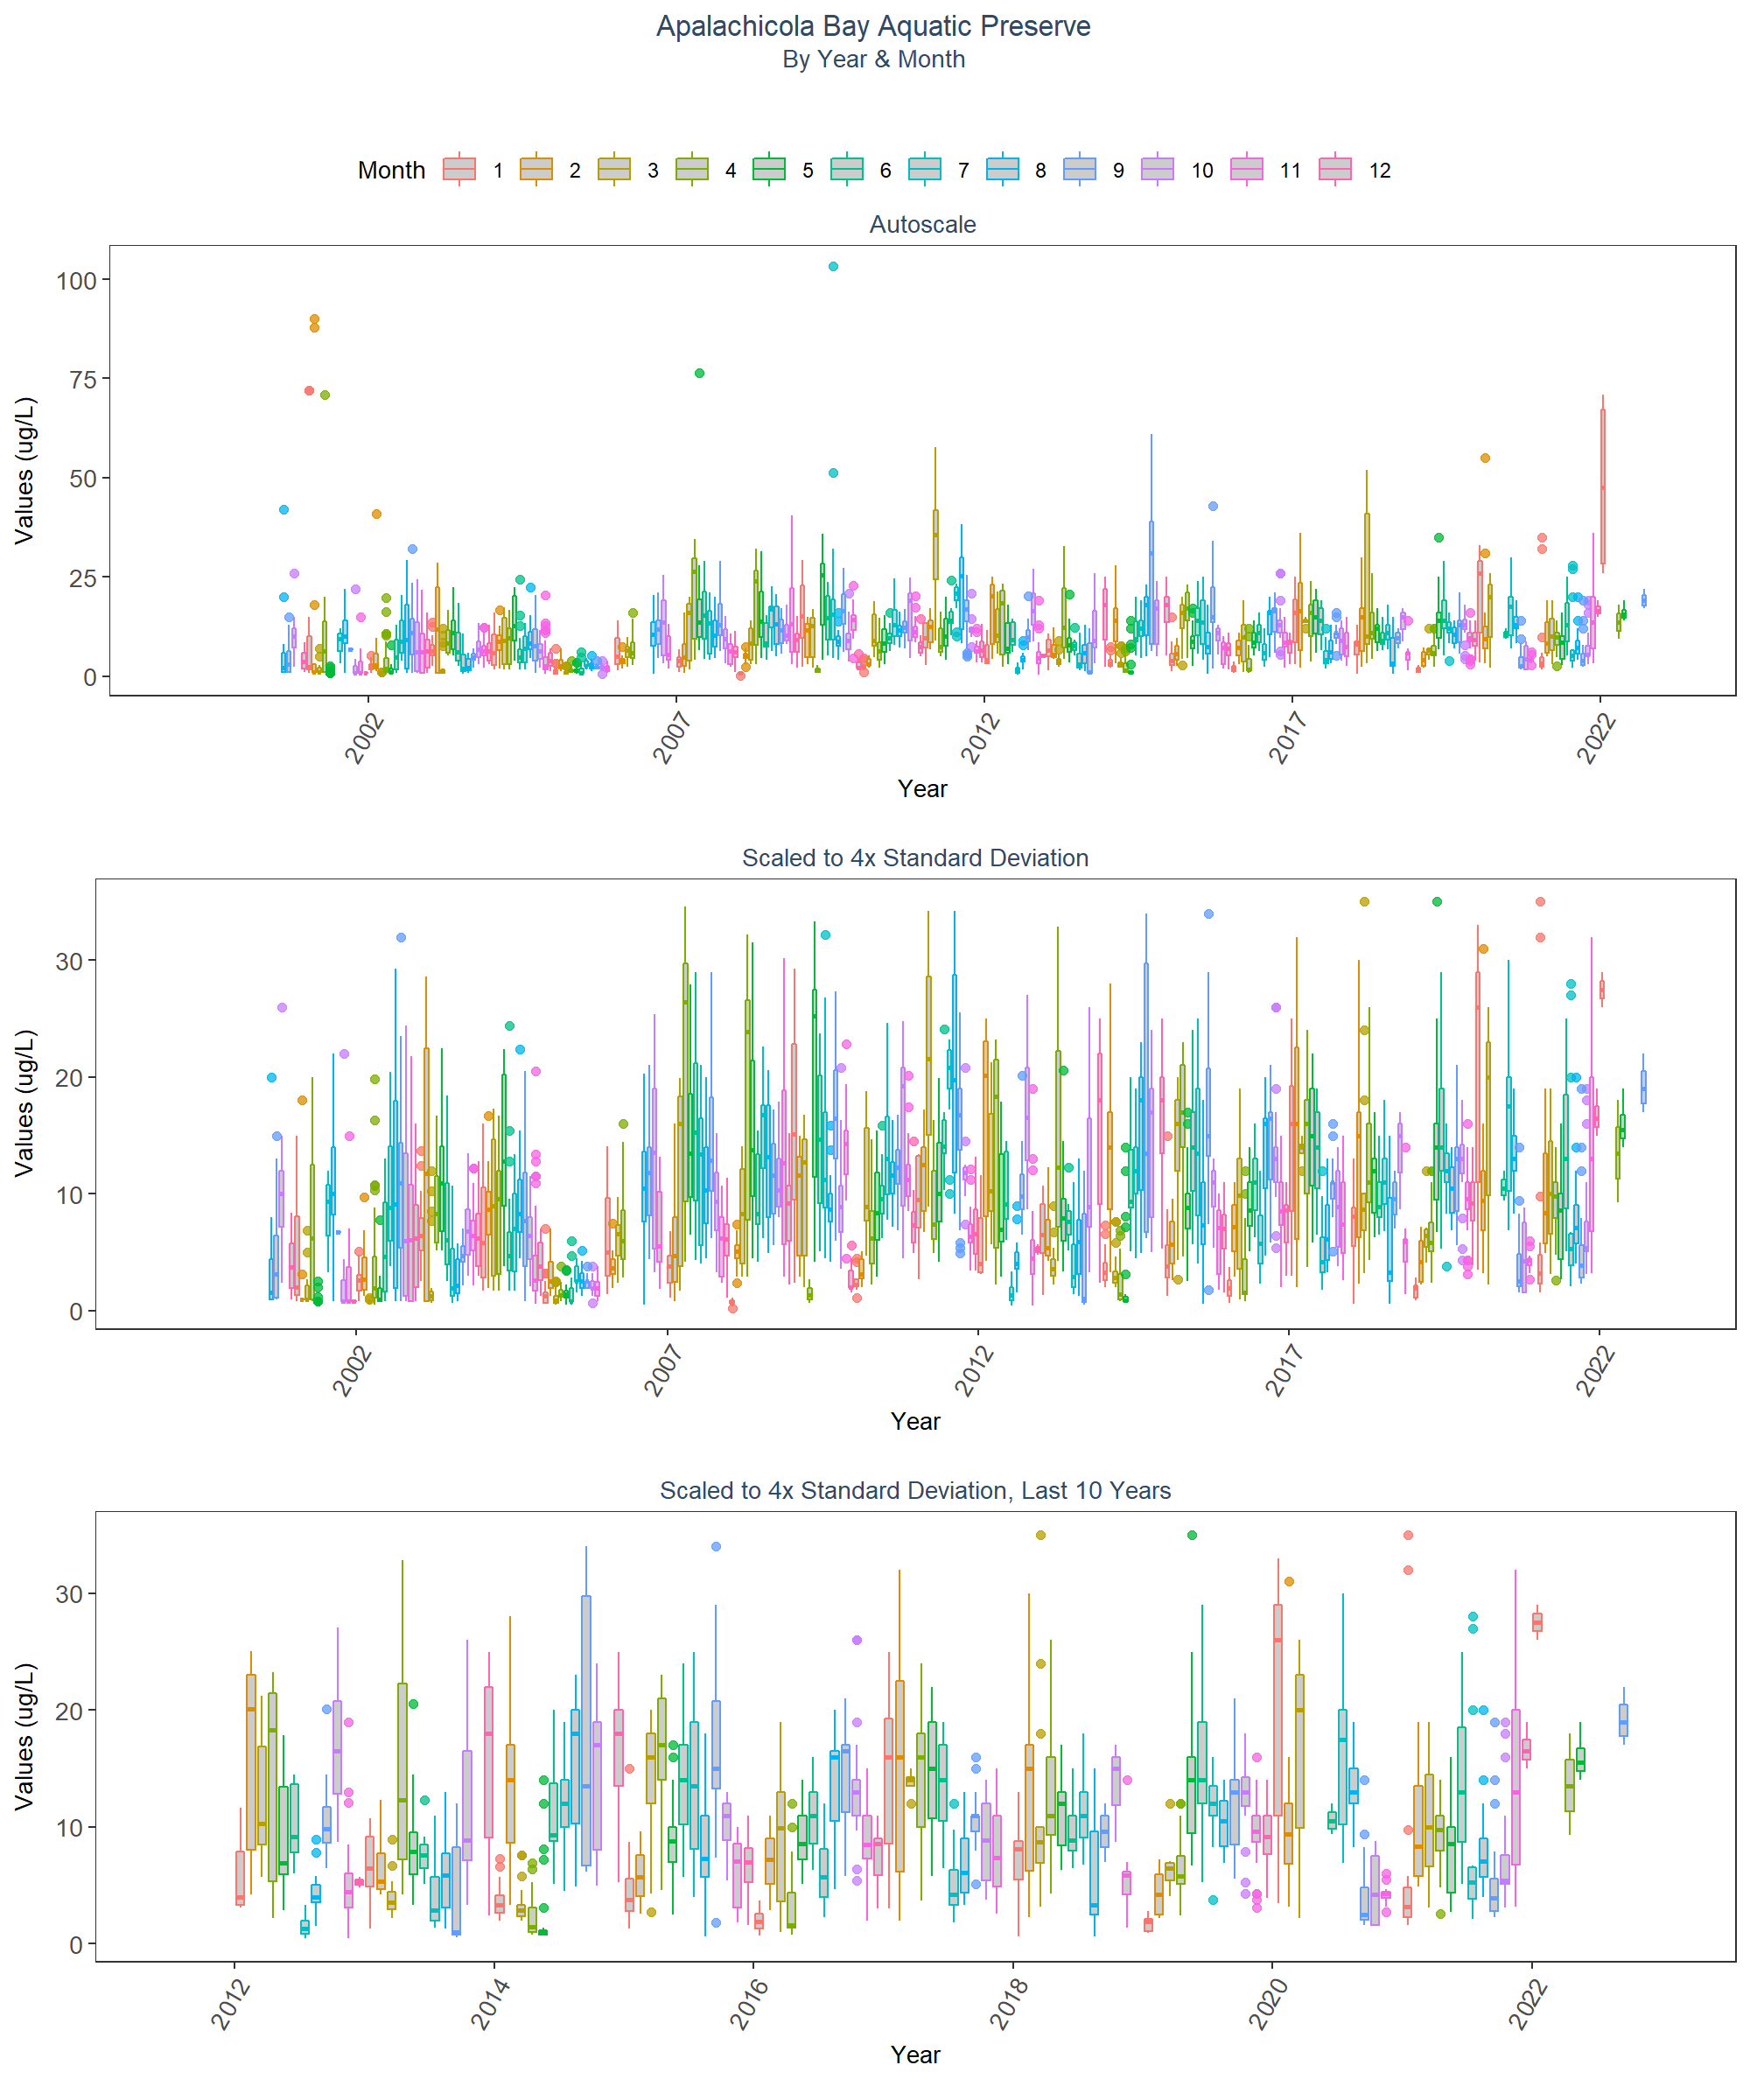 Apalachicola Bay Aquatic Preserve
By Year & Month
Month 1 2 3 4 5 6 7 8 9 10 11 12
Autoscale
Values (ug/L)
100
75
50
25
0
2002 2007 2012 2017 2022
Year
Scaled to 4x Standard Deviation
Values (ug/L)
30
20
10
0
2002 2007 2012 2017 2022
Year
Scaled to 4x Standard Deviation, Last 10 Years
Values (ug/L)
30
20
10
0
2012 2014 2016 2018 2020 2022
Year